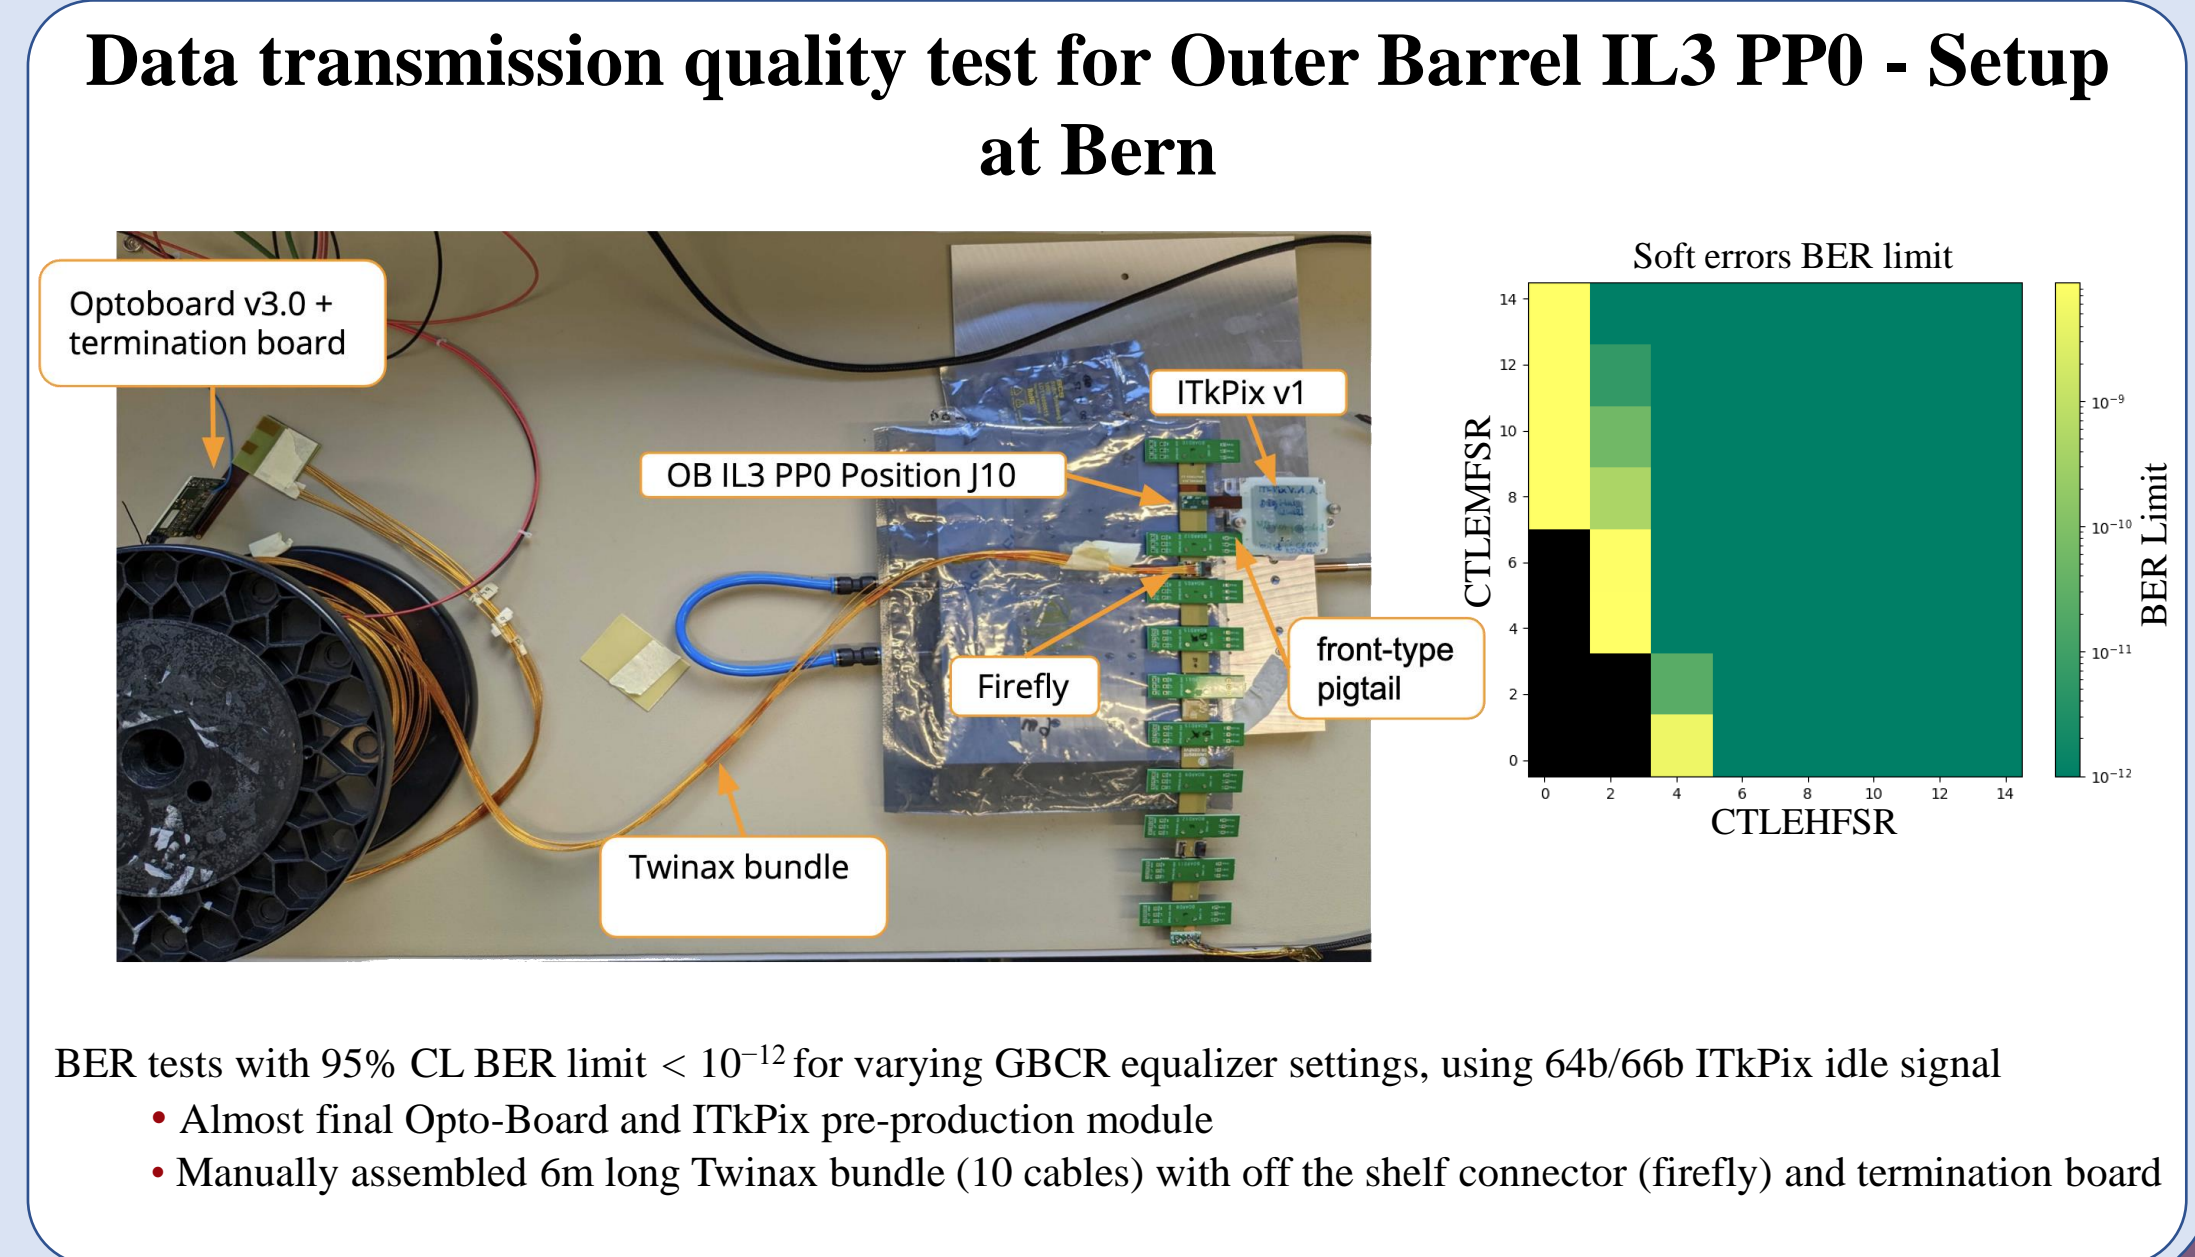 Data transmission quality test for Outer Barrel IL3 PP0 - Setup
at Bern
Optoboard v3.0 +
termination board
ITkPix v1
OB IL3 PP0 Position J10
Firefly
front-type
pigtail
Twinax bundle
Soft errors BER limit
14
12
10
8
6
4
2
0
CTLEMFSR
0 2 4 6 8 10 12 14
CTLEHFSR
10⁻⁹
10⁻¹⁰
10⁻¹¹
10⁻¹²
BER Limit
BER tests with 95% CL BER limit < 10⁻¹² for varying GBCR equalizer settings, using 64b/66b ITkPix idle signal
• Almost final Opto-Board and ITkPix pre-production module
• Manually assembled 6m long Twinax bundle (10 cables) with off the shelf connector (firefly) and termination board